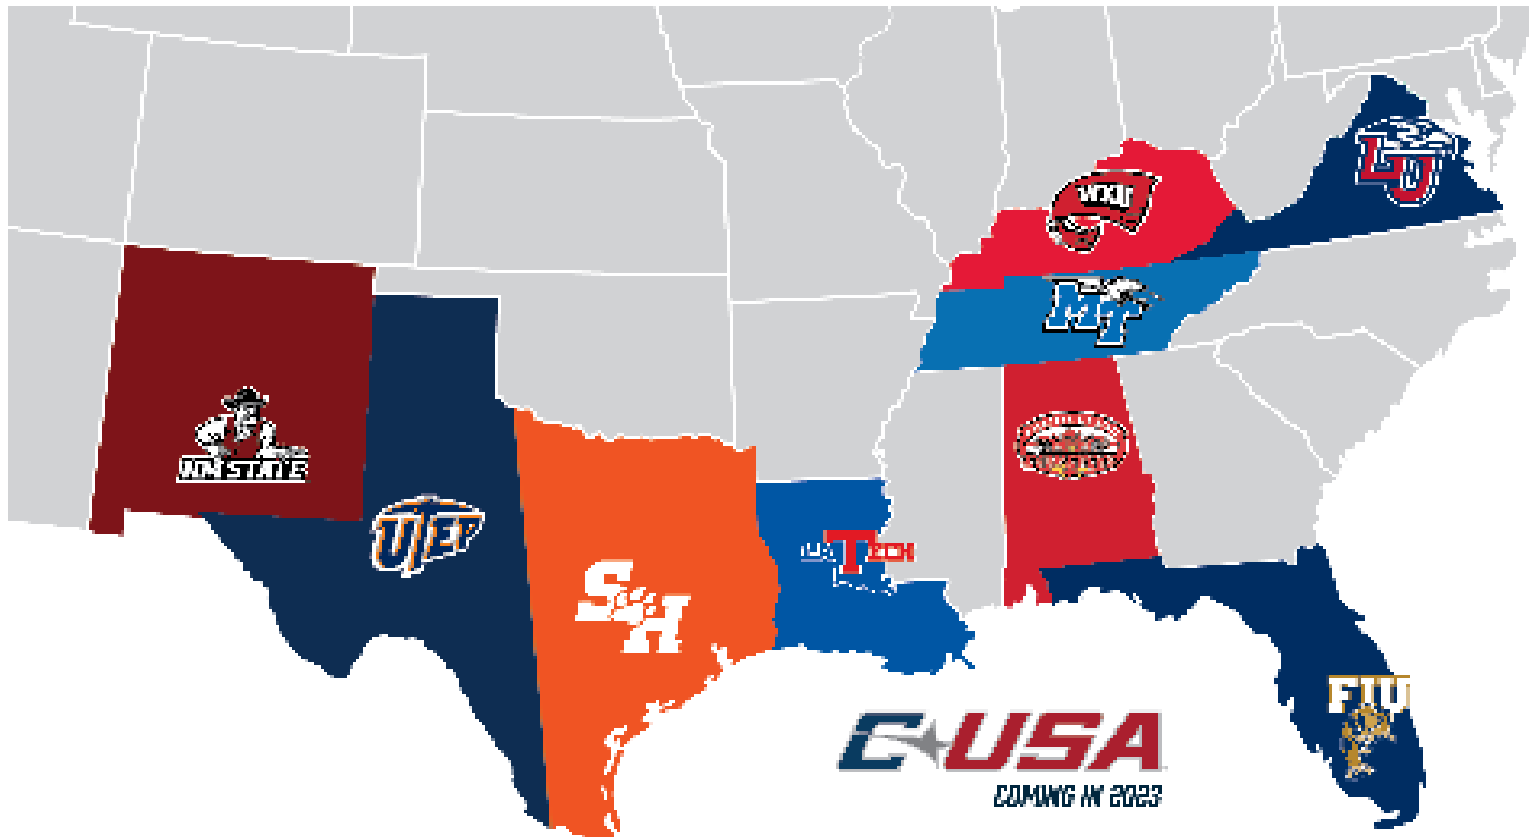 LU
WKU
MT
NM STATE
UTEP
LA TECH
SH
FIU
C USA
COMING IN 2023